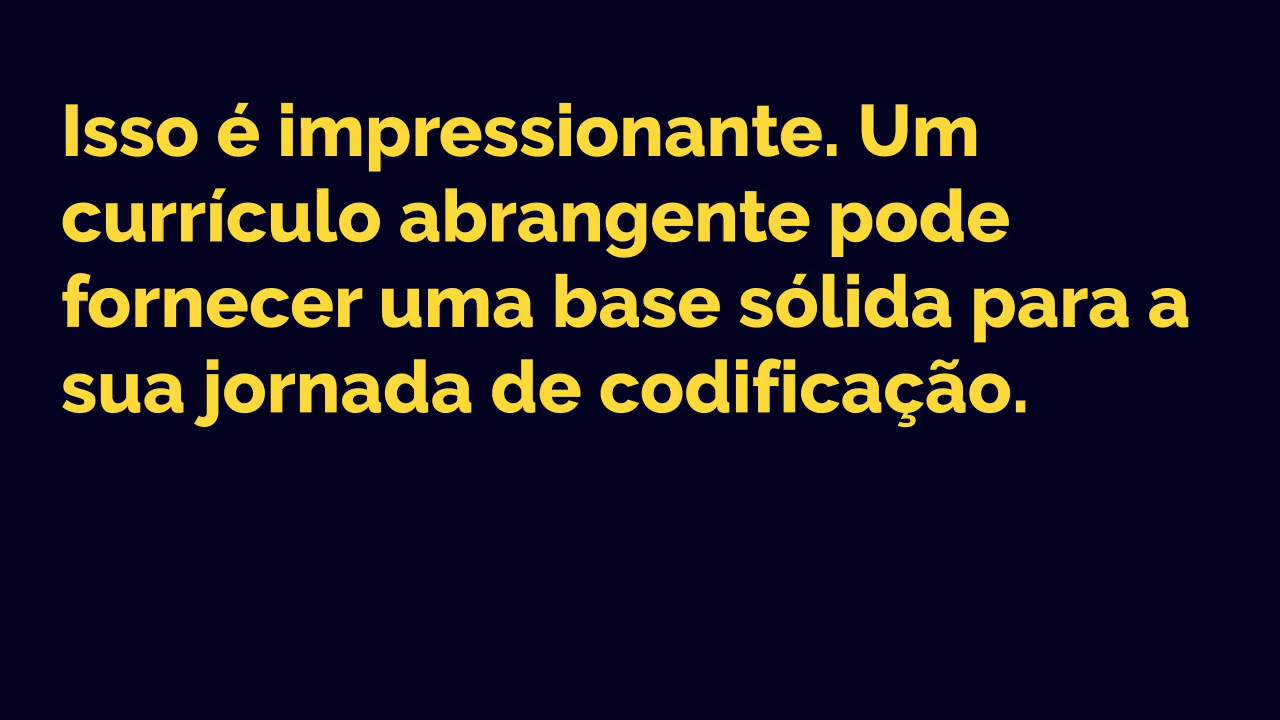 Isso é impressionante. Um
currículo abrangente pode
fornecer uma base sólida para a
sua jornada de codificação.